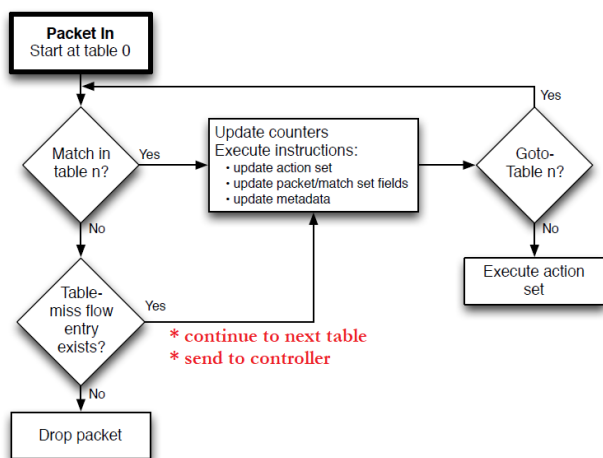 Packet In
Start at table 0
Yes
Match in
table n?
Yes
Update counters
Execute instructions:
• update action set
• update packet/match set fields
• update metadata
Goto-
Table n?
No
No
Execute action
set
Table-
miss flow
entry
exists?
Yes
* continue to next table
* send to controller
No
Drop packet